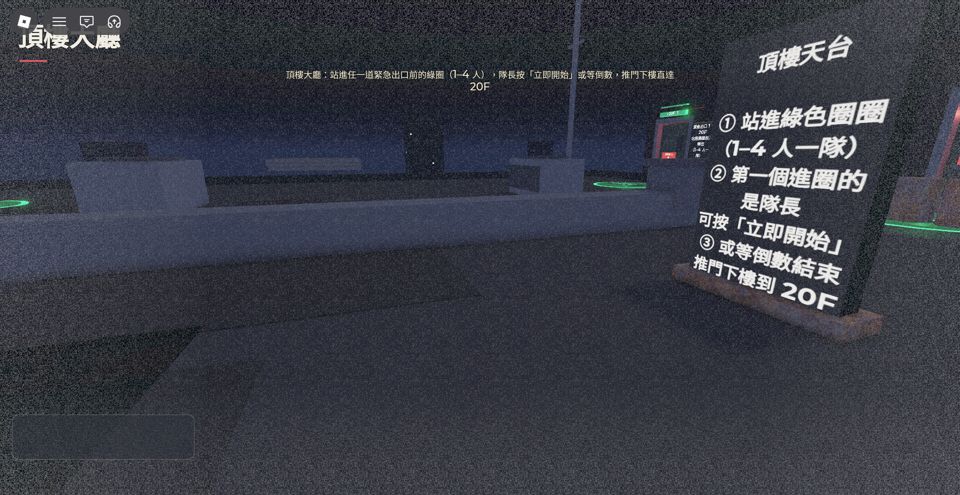 頂樓大廳
頂樓大廳：站進任一道緊急出口前的綠圈（1–4 人），隊長按「立即開始」或等倒數，推門下樓直達
20F
頂樓天台
① 站進綠色圈圈
（1–4 人一隊）
② 第一個進圈的
是隊長
可按「立即開始」
③ 或等倒數結束
推門下樓到 20F